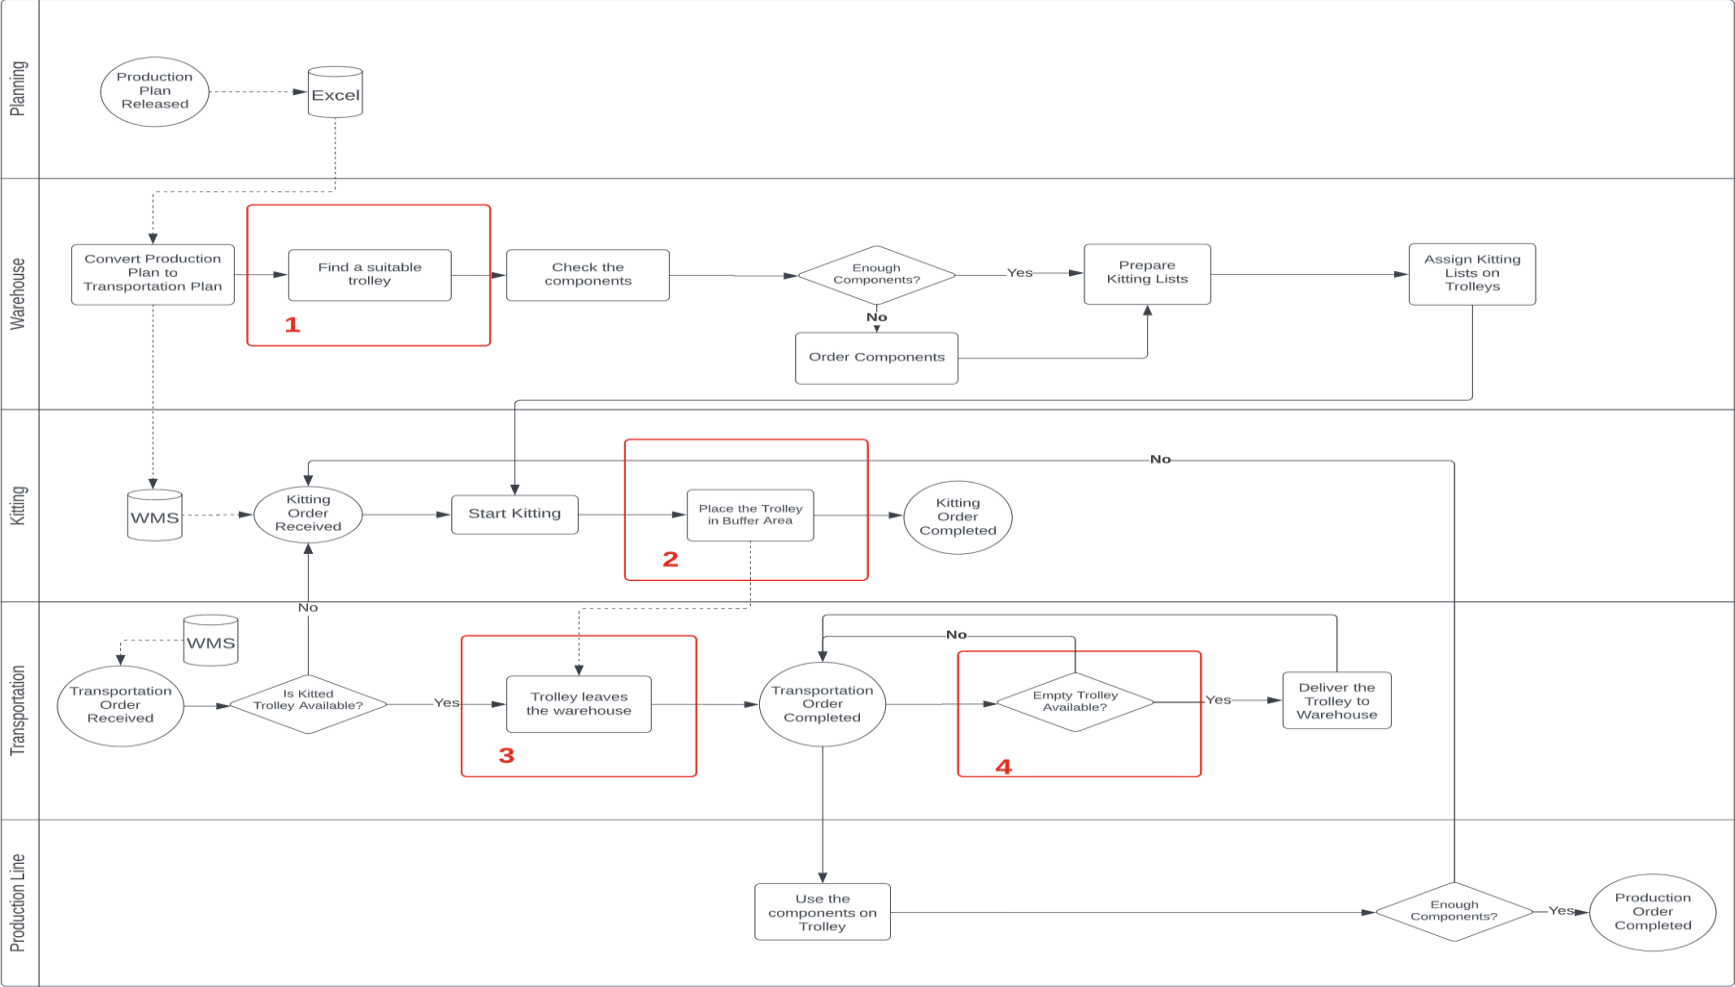 Planning
Production
Plan
Released
Excel
Warehouse
Convert Production
Plan to
Transportation Plan
Find a suitable
trolley
1
Check the
components
Enough
Components?
Yes
No
Order Components
Prepare
Kitting Lists
Assign Kitting
Lists on
Trolleys
Kitting
WMS
Kitting
Order
Received
Start Kitting
Place the Trolley
in Buffer Area
2
Kitting
Order
Completed
No
Transportation
No
WMS
Transportation
Order
Received
Is Kitted
Trolley Available?
Yes
Trolley leaves
the warehouse
3
Transportation
Order
Completed
No
Empty Trolley
Available?
4
Yes
Deliver the
Trolley to
Warehouse
Production Line
Use the
components on
Trolley
Enough
Components?
Yes
Production
Order
Completed